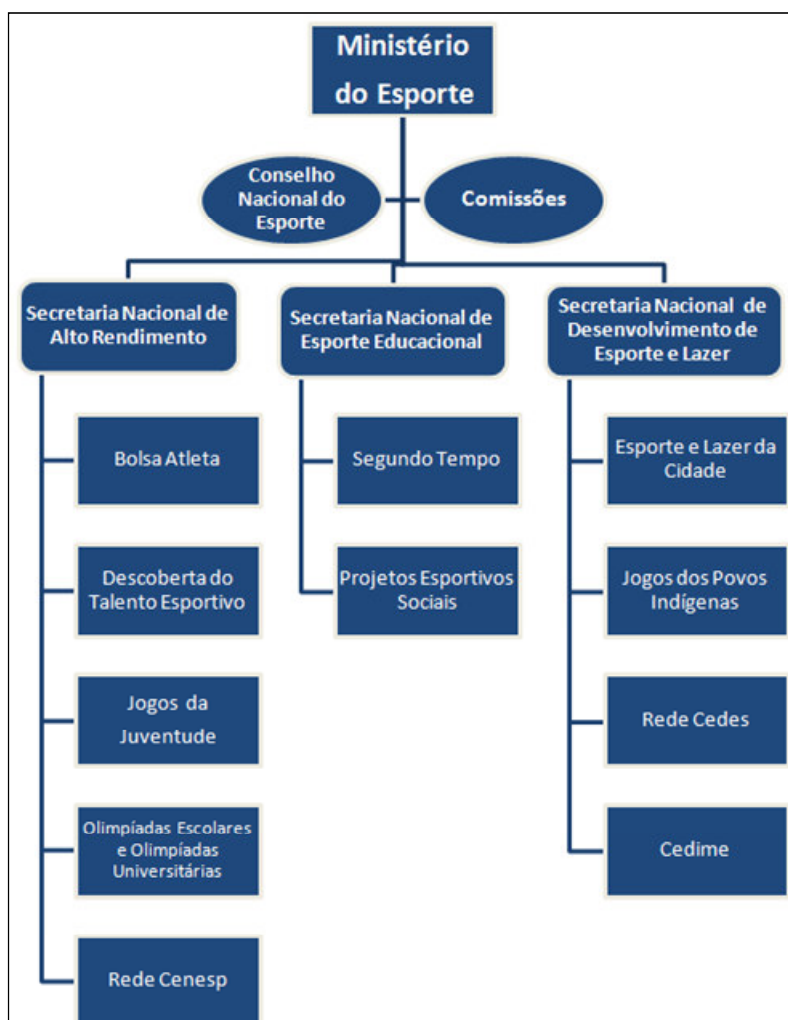 Ministério
do Esporte
Conselho
Nacional do
Esporte
Comissões
Secretaria Nacional de
Alto Rendimento
Secretaria Nacional de
Esporte Educacional
Secretaria Nacional de
Desenvolvimento de
Esporte e Lazer
Bolsa Atleta
Segundo Tempo
Esporte e Lazer da
Cidade
Descoberta do
Talento Esportivo
Projetos Esportivos
Sociais
Jogos dos Povos
Indígenas
Jogos da
Juventude
Rede Cedes
Olimpíadas Escolares
e Olimpíadas
Universitárias
Cedime
Rede Cenesp